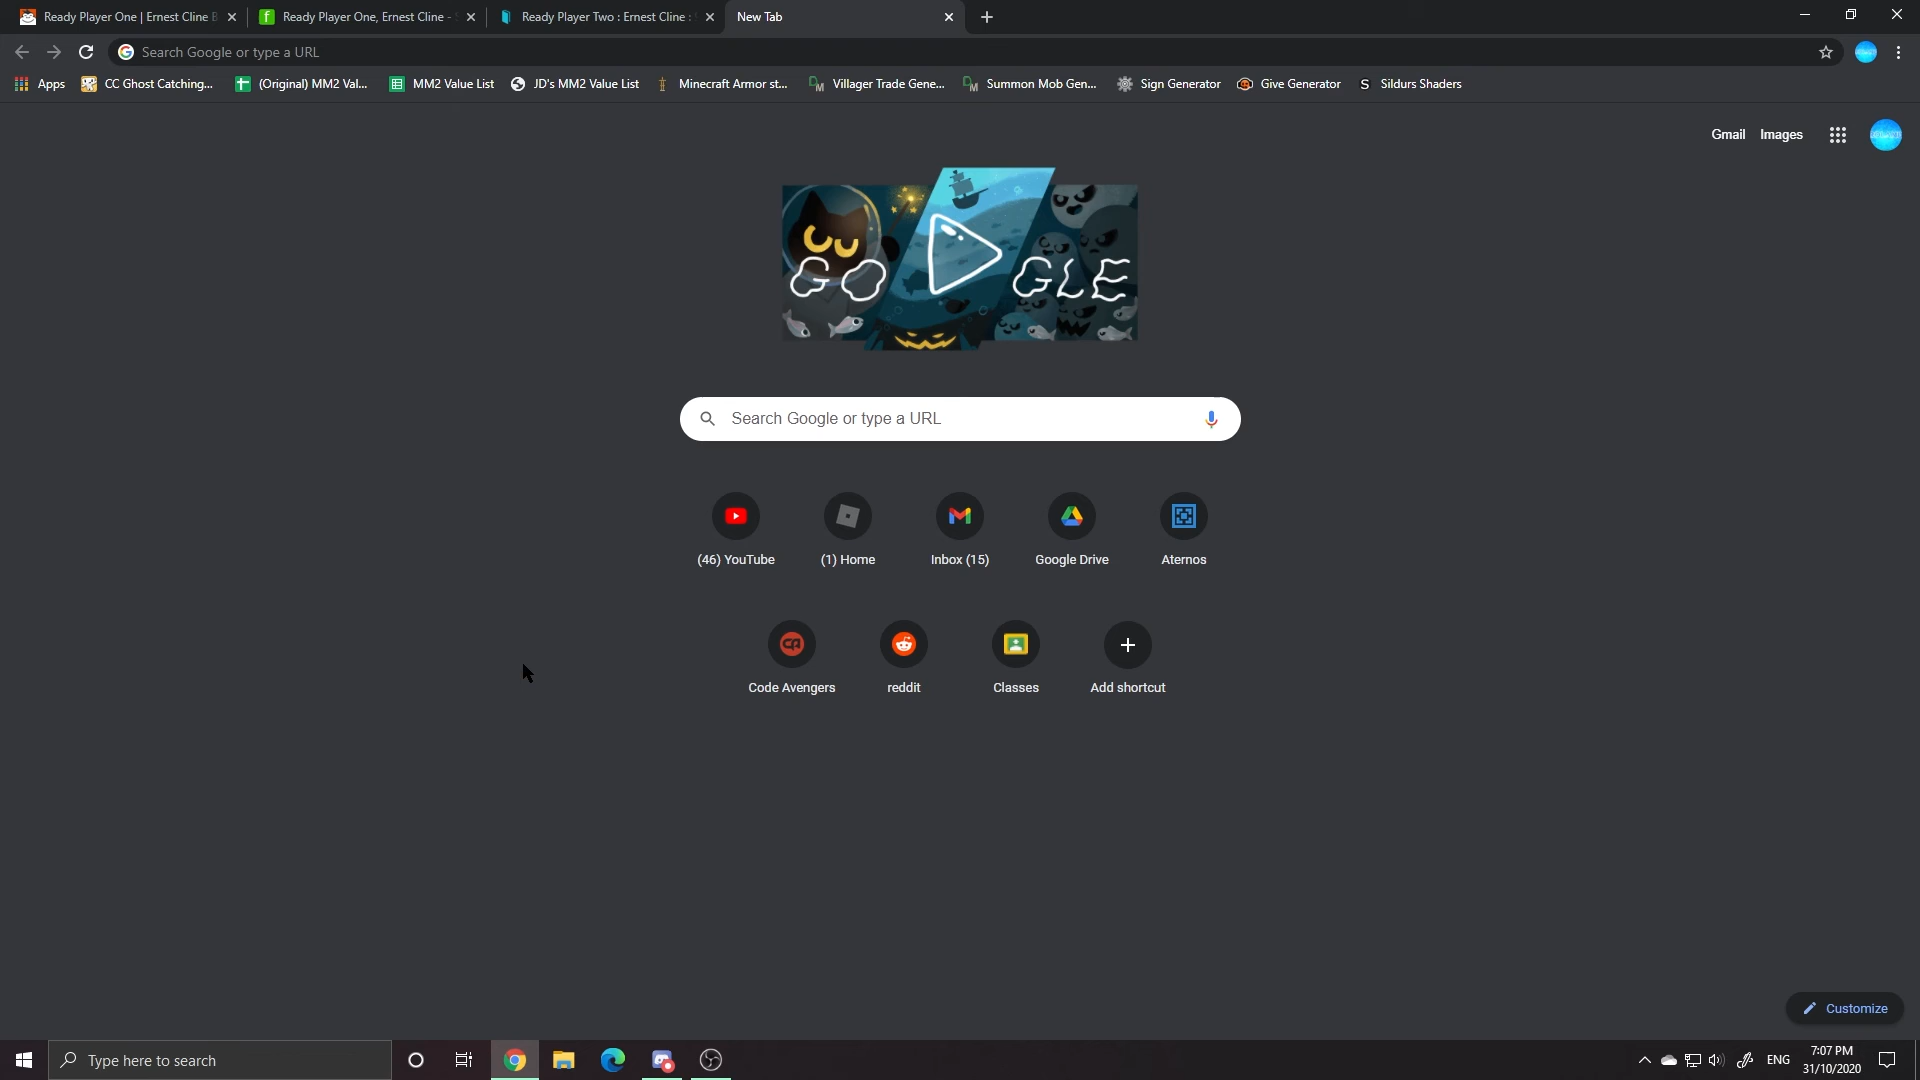 Ready Player One | Ernest Cline B
Ready Player One, Ernest Cline -
Ready Player Two : Ernest Cline :
New Tab
Search Google or type a URL
Apps
CC Ghost Catching...
(Original) MM2 Val...
MM2 Value List
JD's MM2 Value List
Minecraft Armor st...
Villager Trade Gene...
Summon Mob Gen...
Sign Generator
Give Generator
Sildurs Shaders
Gmail Images
GO GLE
Search Google or type a URL
(46) YouTube
(1) Home
Inbox (15)
Google Drive
Aternos
Code Avengers
reddit
Classes
Add shortcut
Customize
Type here to search
ENG
7:07 PM
31/10/2020